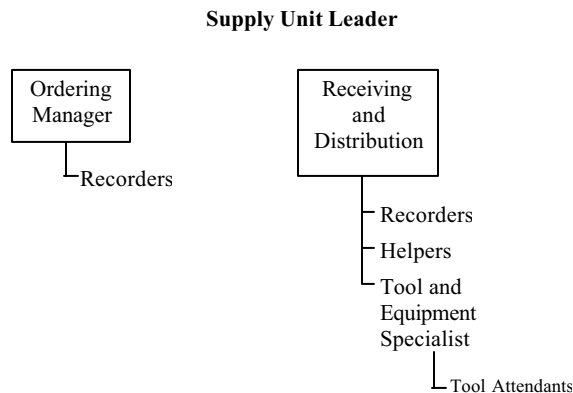 Supply Unit Leader
Ordering
Manager
Recorders
Receiving
and
Distribution
Recorders
Helpers
Tool and
Equipment
Specialist
Tool Attendants